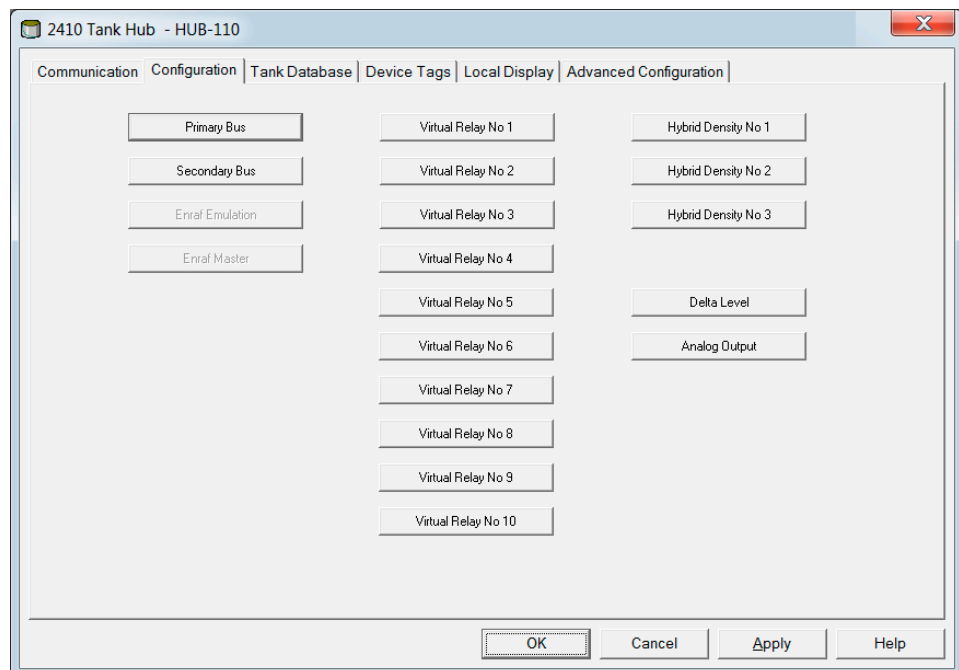 2410 Tank Hub - HUB-110
Communication Configuration Tank Database Device Tags Local Display Advanced Configuration
Primary Bus
Secondary Bus
Enraf Emulation
Enraf Master
Virtual Relay No 1
Virtual Relay No 2
Virtual Relay No 3
Virtual Relay No 4
Virtual Relay No 5
Virtual Relay No 6
Virtual Relay No 7
Virtual Relay No 8
Virtual Relay No 9
Virtual Relay No 10
Hybrid Density No 1
Hybrid Density No 2
Hybrid Density No 3
Delta Level
Analog Output
OK Cancel Apply Help